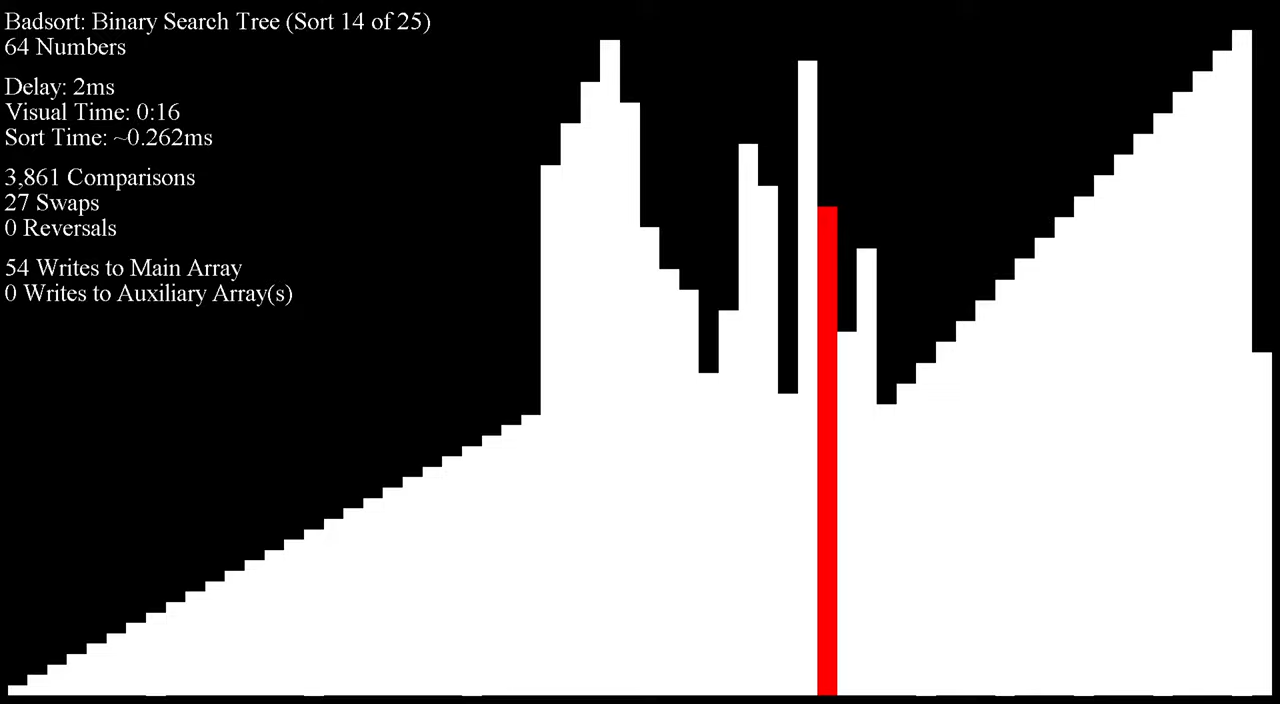 Badsort: Binary Search Tree (Sort 14 of 25)
64 Numbers
Delay: 2ms
Visual Time: 0:16
Sort Time: ~0.262ms
3,861 Comparisons
27 Swaps
0 Reversals
54 Writes to Main Array
0 Writes to Auxiliary Array(s)